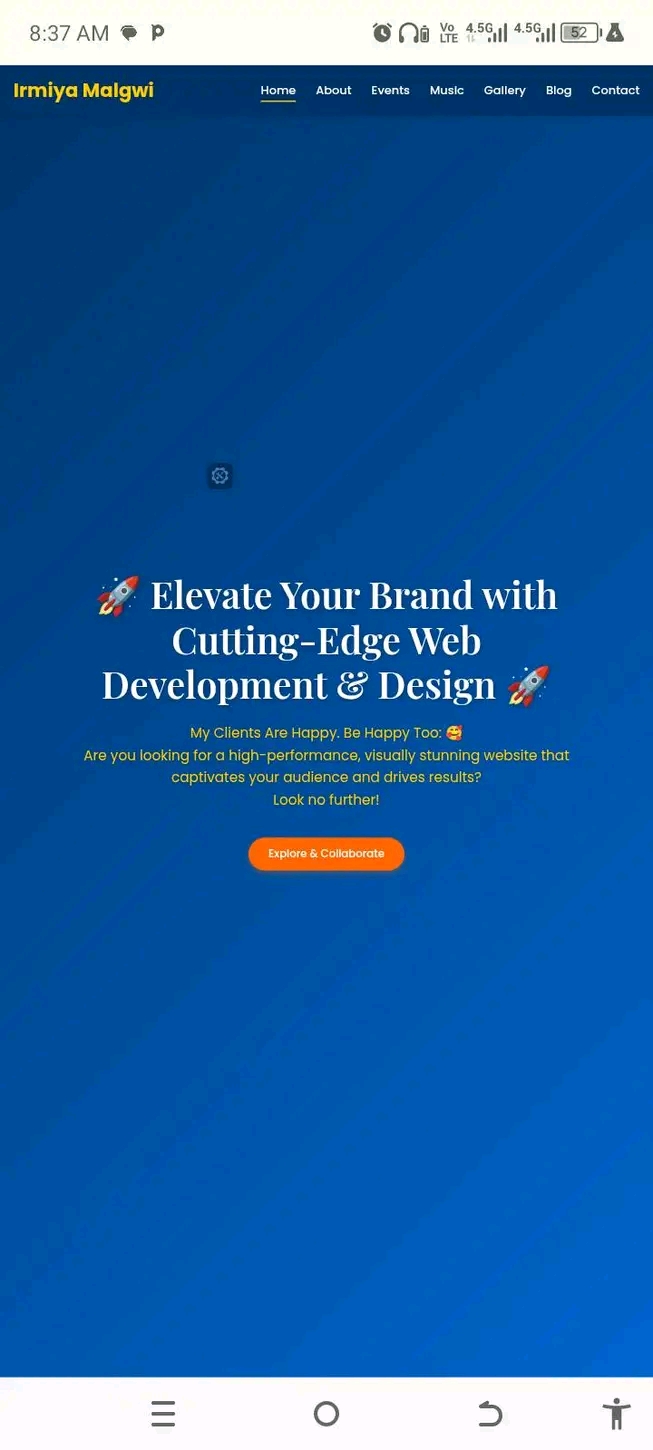 8:37 AM
Vo LTE 4.5G 4.5G 52
Irmiya Malgwi
Home About Events Music Gallery Blog Contact
🚀 Elevate Your Brand with
Cutting-Edge Web
Development & Design 🚀
My Clients Are Happy. Be Happy Too: 🥰
Are you looking for a high-performance, visually stunning website that
captivates your audience and drives results?
Look no further!
Explore & Collaborate